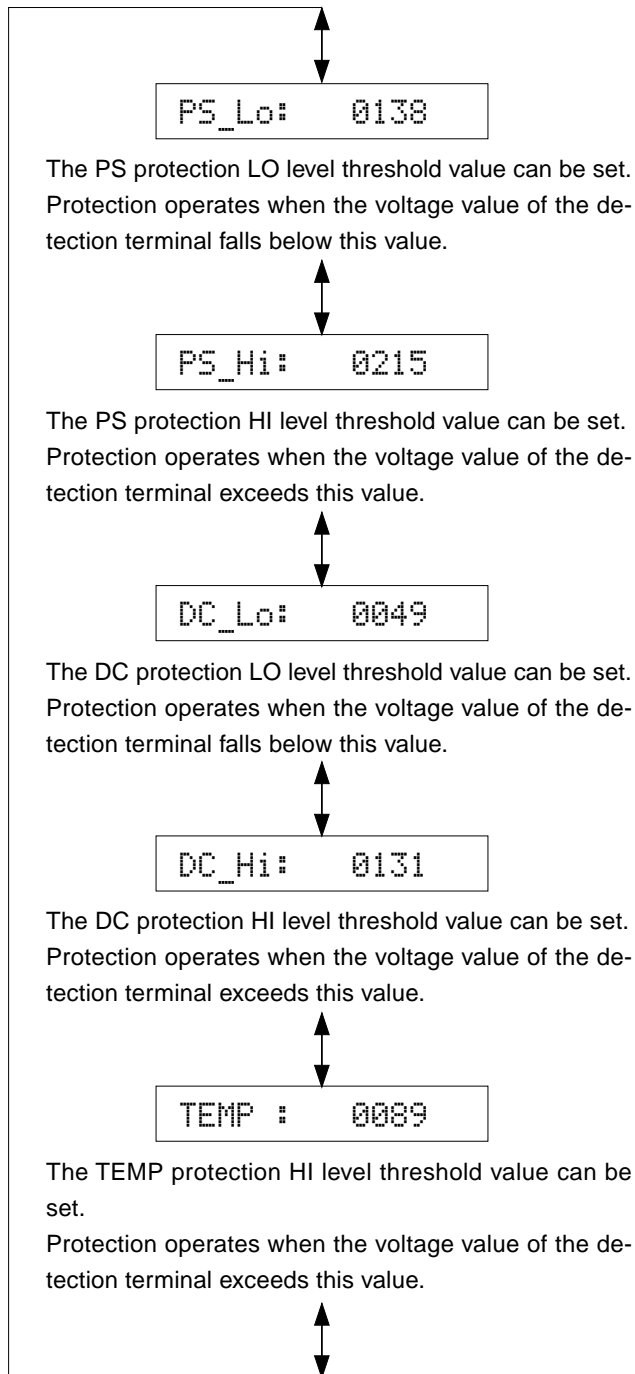 PS_Lo: 0138
The PS protection LO level threshold value can be set.
Protection operates when the voltage value of the de-
tection terminal falls below this value.
PS_Hi: 0215
The PS protection HI level threshold value can be set.
Protection operates when the voltage value of the de-
tection terminal exceeds this value.
DC_Lo: 0049
The DC protection LO level threshold value can be set.
Protection operates when the voltage value of the de-
tection terminal falls below this value.
DC_Hi: 0131
The DC protection HI level threshold value can be set.
Protection operates when the voltage value of the de-
tection terminal exceeds this value.
TEMP : 0089
The TEMP protection HI level threshold value can be
set.
Protection operates when the voltage value of the de-
tection terminal exceeds this value.